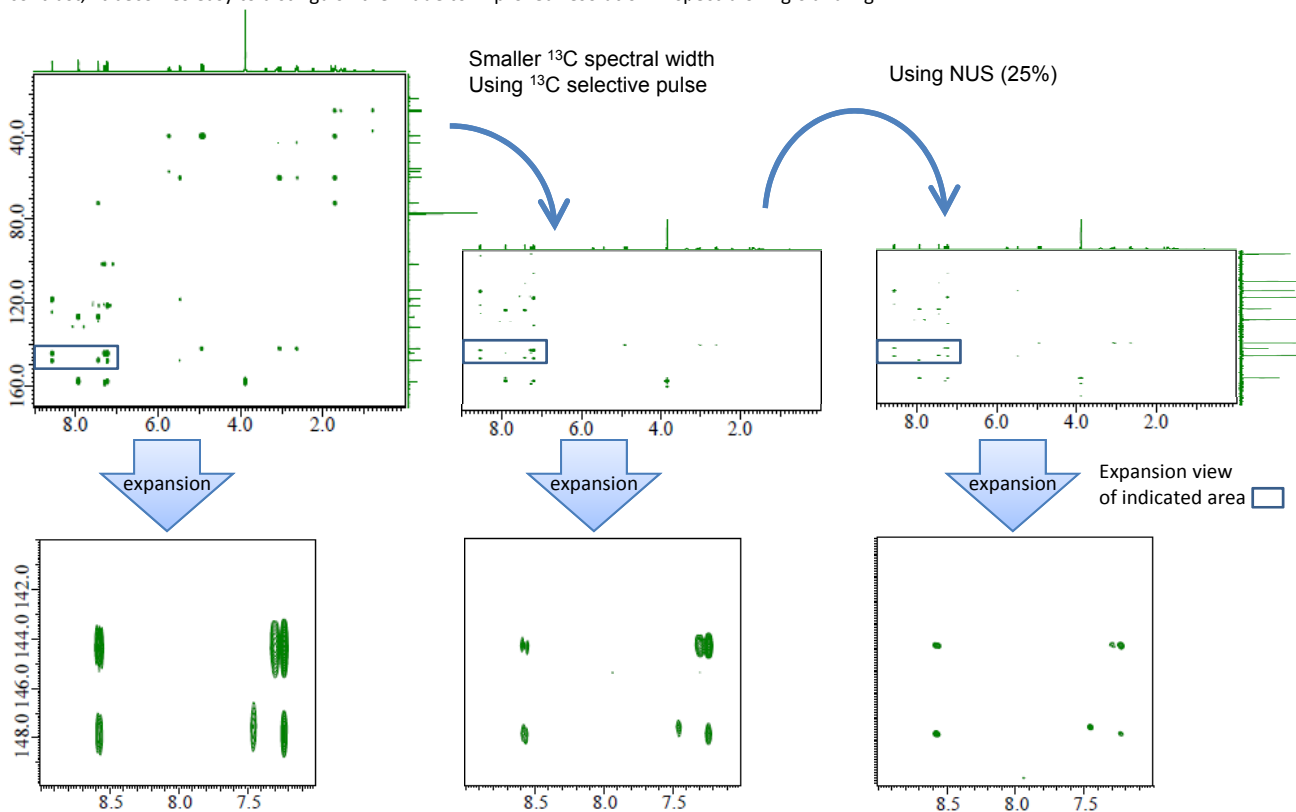 Smaller ¹³C spectral width
Using ¹³C selective pulse
Using NUS (25%)
40.0
80.0
120.0
160.0
8.0 6.0 4.0 2.0
8.0 6.0 4.0 2.0
8.0 6.0 4.0 2.0
expansion
expansion
expansion
Expansion view
of indicated area
142.0
144.0
146.0
148.0
8.5 8.0 7.5
8.5 8.0 7.5
8.5 8.0 7.5